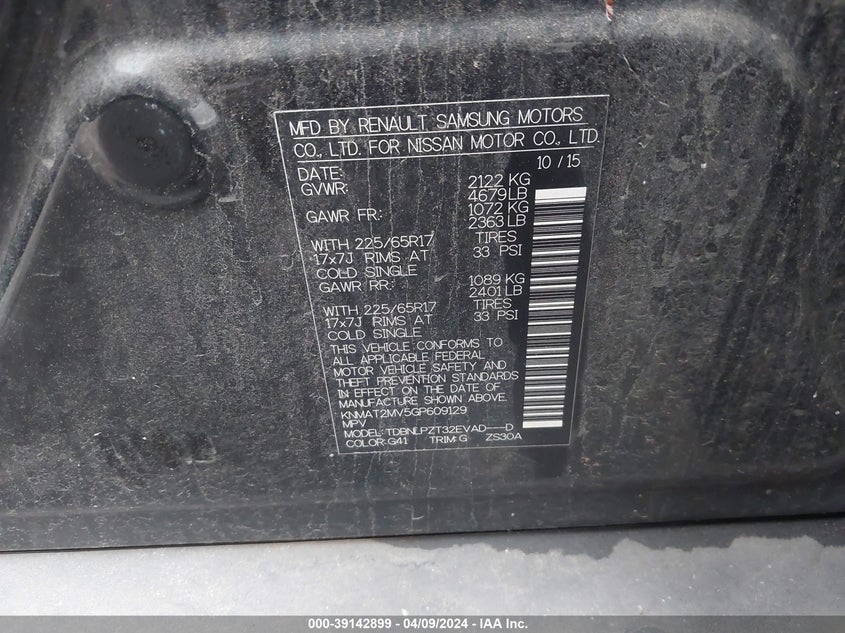 MFD BY RENAULT SAMSUNG MOTORS
CO., LTD. FOR NISSAN MOTOR CO., LTD.
DATE: 10 / 15
GVWR: 2122 KG
4679 LB
GAWR FR: 1072 KG
2363 LB
WITH 225/65R17 TIRES
17x7J RIMS AT 33 PSI
COLD SINGLE
GAWR RR: 1089 KG
2401 LB
WITH 225/65R17 TIRES
17x7J RIMS AT 33 PSI
COLD SINGLE
THIS VEHICLE CONFORMS TO
ALL APPLICABLE FEDERAL
MOTOR VEHICLE SAFETY AND
THEFT PREVENTION STANDARDS
IN EFFECT ON THE DATE OF
MANUFACTURE SHOWN ABOVE.
KNMAT2MV5GP609129
MPV
MODEL: TDBNLPZT32EVAD---D
COLOR: G41 TRIM: G ZS30A
000-39142899 - 04/09/2024 - IAA Inc.